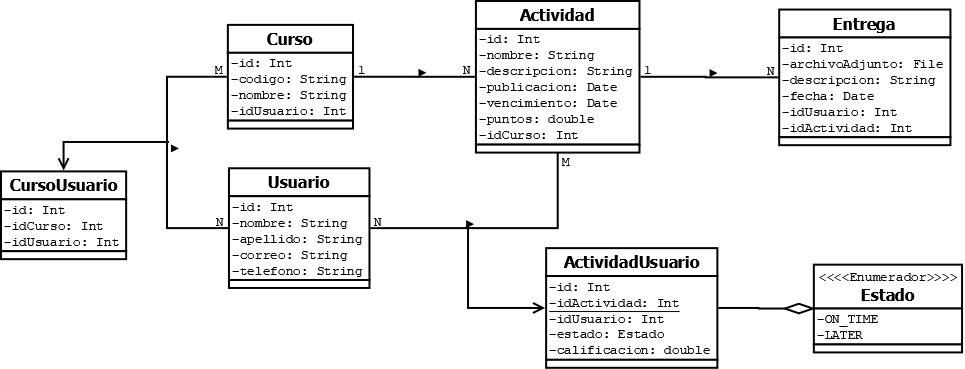 Curso
-id: Int
-codigo: String
-nombre: String
-idUsuario: Int
Actividad
-id: Int
-nombre: String
-descripcion: String
-publicacion: Date
-vencimiento: Date
-puntos: double
-idCurso: Int
Entrega
-id: Int
-archivoAdjunto: File
-descripcion: String
-fecha: Date
-idUsuario: Int
-idActividad: Int
M
1
N
1
N
M
CursoUsuario
-id: Int
-idCurso: Int
-idUsuario: Int
Usuario
-id: Int
-nombre: String
-apellido: String
-correo: String
-telefono: String
N
N
ActividadUsuario
-id: Int
-idActividad: Int
-idUsuario: Int
-estado: Estado
-calificacion: double
<<<<Enumerador>>>>
Estado
-ON_TIME
-LATER